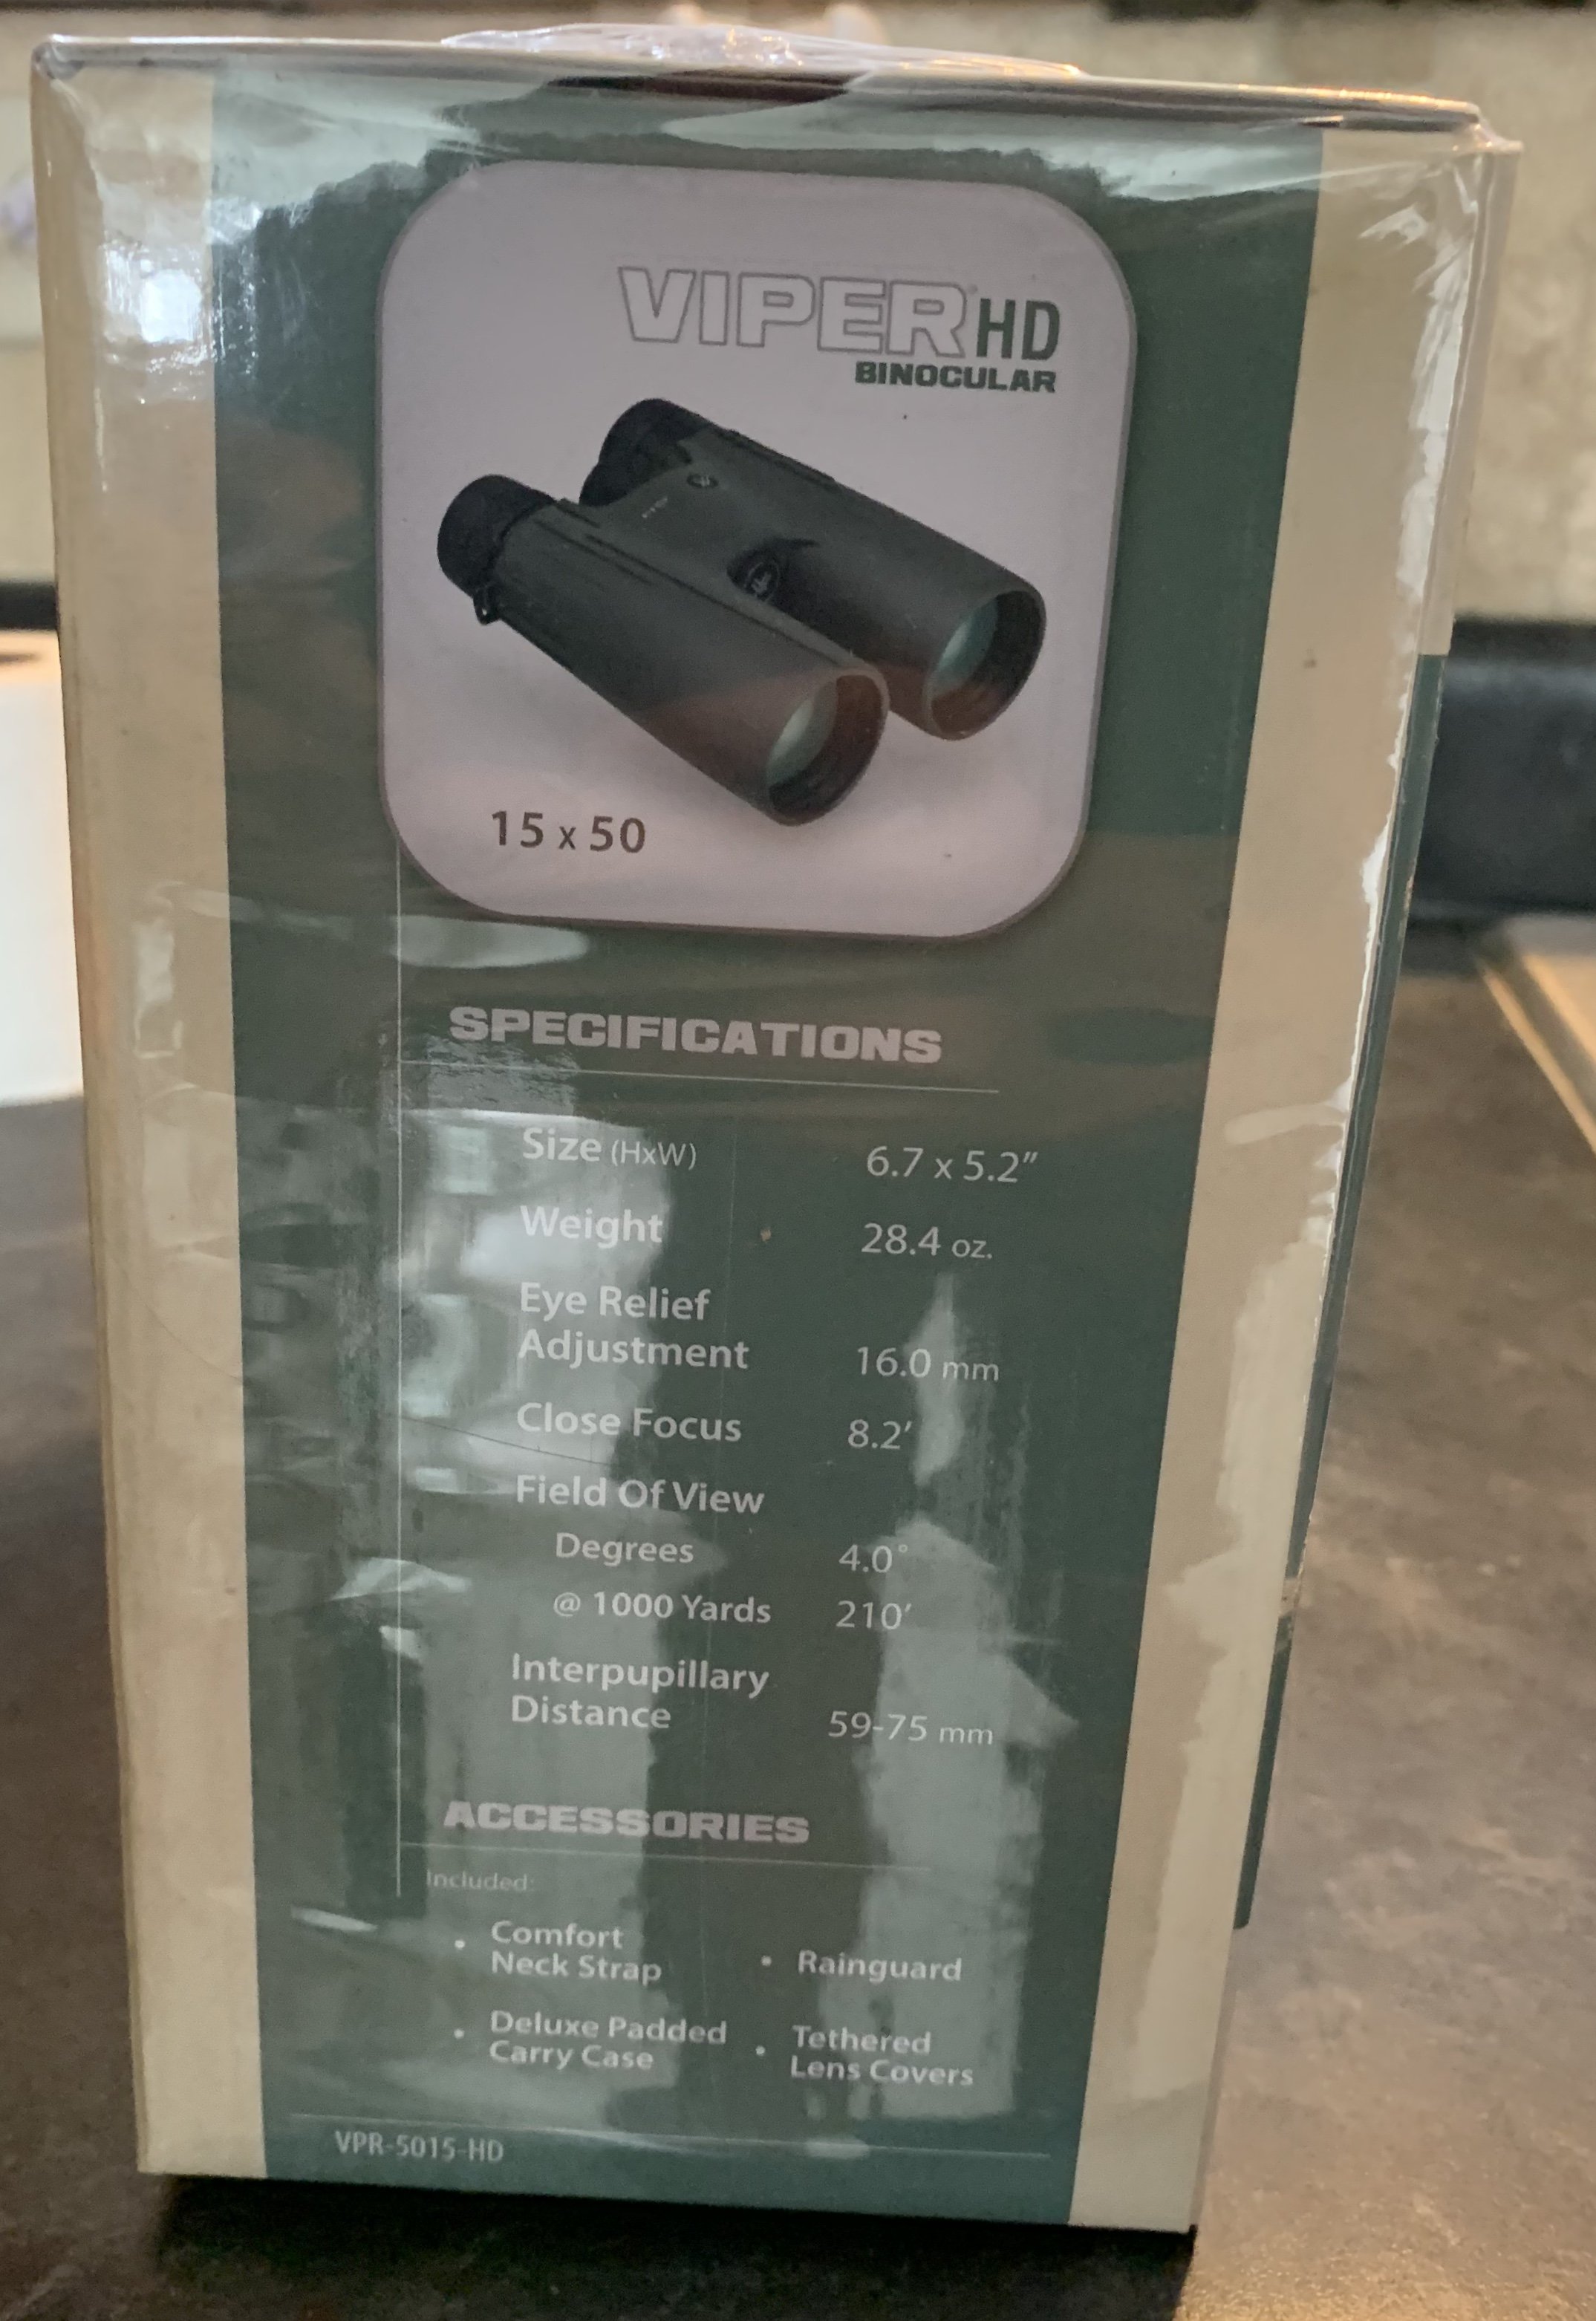 VIPER® HD
BINOCULAR
15 x 50
SPECIFICATIONS
Size (HxW) 6.7 x 5.2"
Weight 28.4 oz.
Eye Relief
Adjustment 16.0 mm
Close Focus 8.2'
Field Of View
Degrees 4.0°
@ 1000 Yards 210'
Interpupillary
Distance 59-75 mm
ACCESSORIES
Included:
• Comfort
Neck Strap
• Rainguard
• Deluxe Padded
Carry Case
• Tethered
Lens Covers
VPR-5015-HD